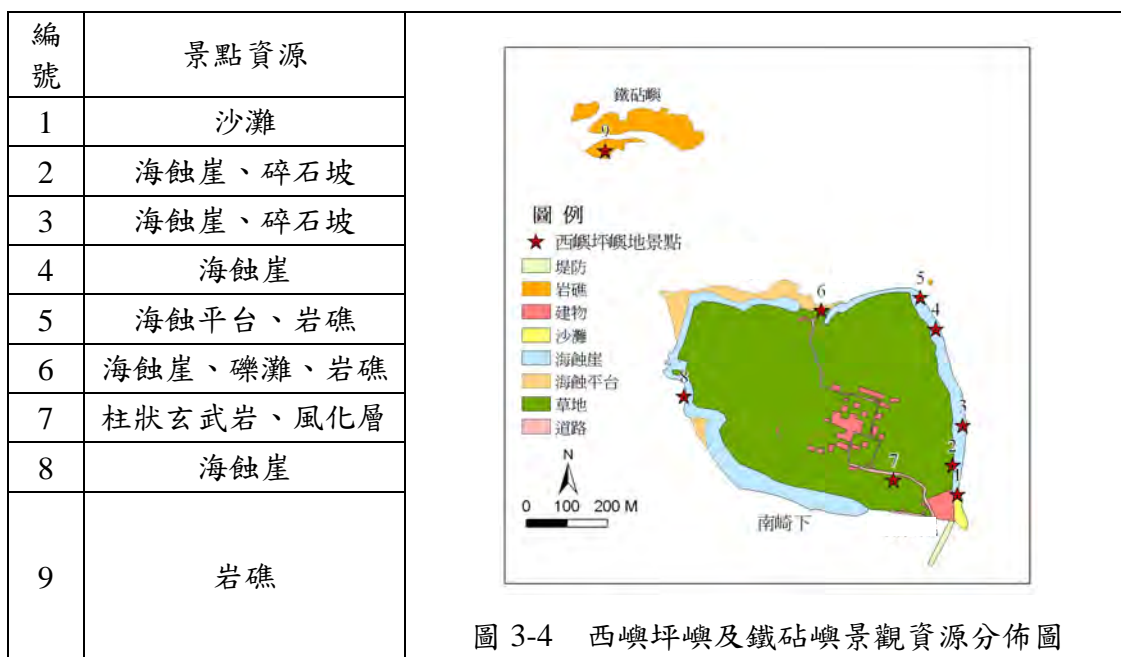 編號 景點資源
1 沙灘
2 海蝕崖、碎石坡
3 海蝕崖、碎石坡
4 海蝕崖
5 海蝕平台、岩礁
6 海蝕崖、礫灘、岩礁
7 柱狀玄武岩、風化層
8 海蝕崖
9 岩礁
鐵砧嶼
9
圖例
西嶼坪嶼地景點
堤防
岩礁
建物
沙灘
海蝕崖
海蝕平台
草地
道路
N
0 100 200 M
5
6
4
8
3
2
7
1
南崎下
圖 3-4 西嶼坪嶼及鐵砧嶼景觀資源分佈圖